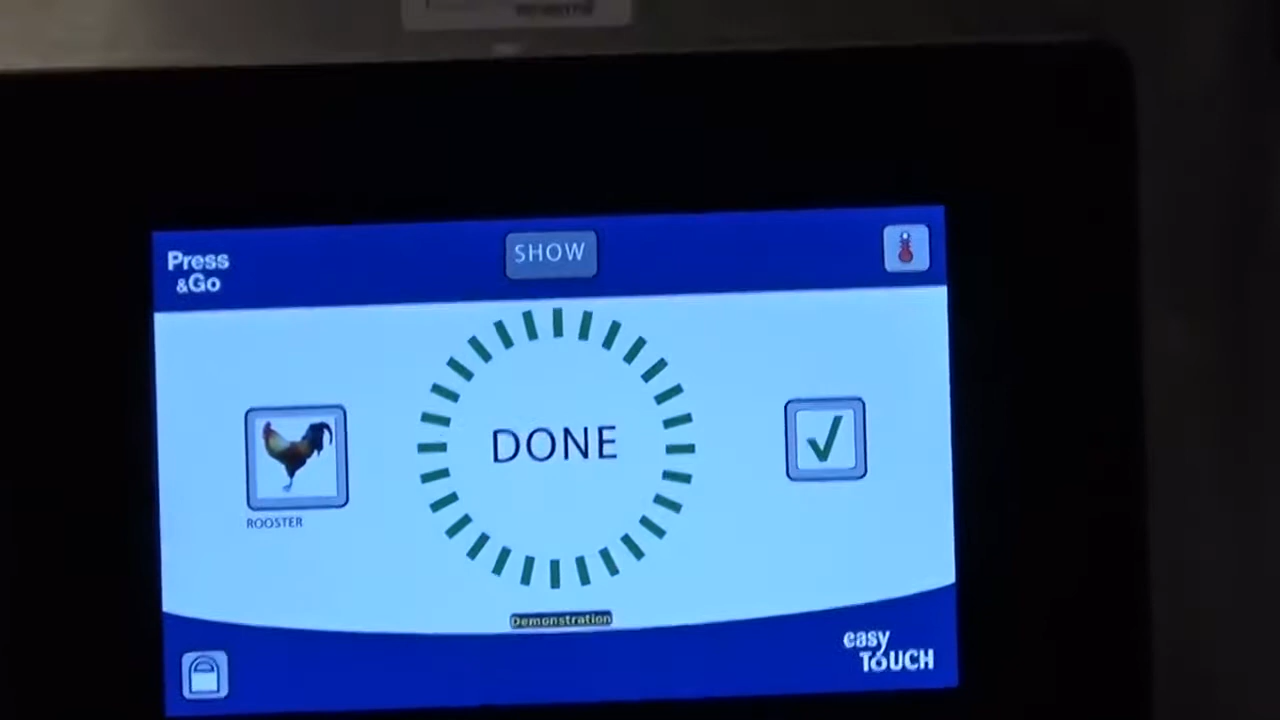 Press
&Go
SHOW
DONE
ROOSTER
Demonstration
easy
TOUCH